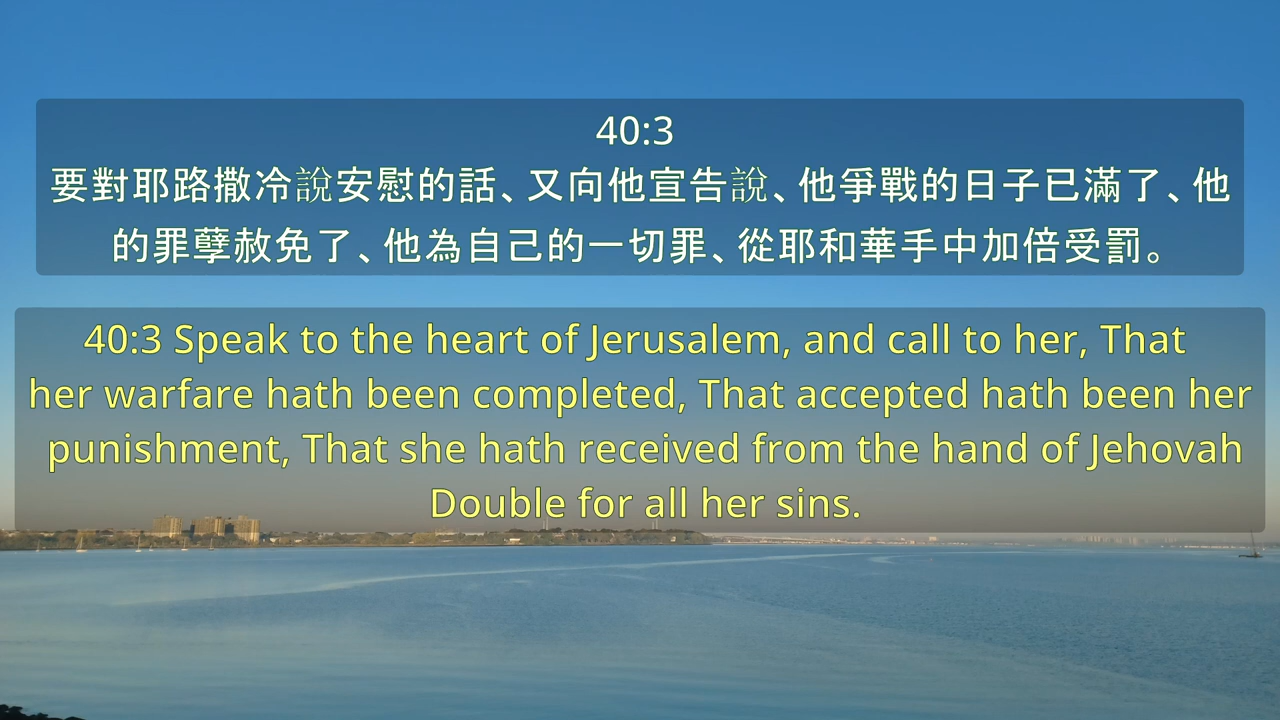 40:3
要對耶路撒冷說安慰的話、又向他宣告說、他爭戰的日子已滿了、他
的罪孽赦免了、他為自己的一切罪、從耶和華手中加倍受罰。
40:3 Speak to the heart of Jerusalem, and call to her, That
her warfare hath been completed, That accepted hath been her
punishment, That she hath received from the hand of Jehovah
Double for all her sins.